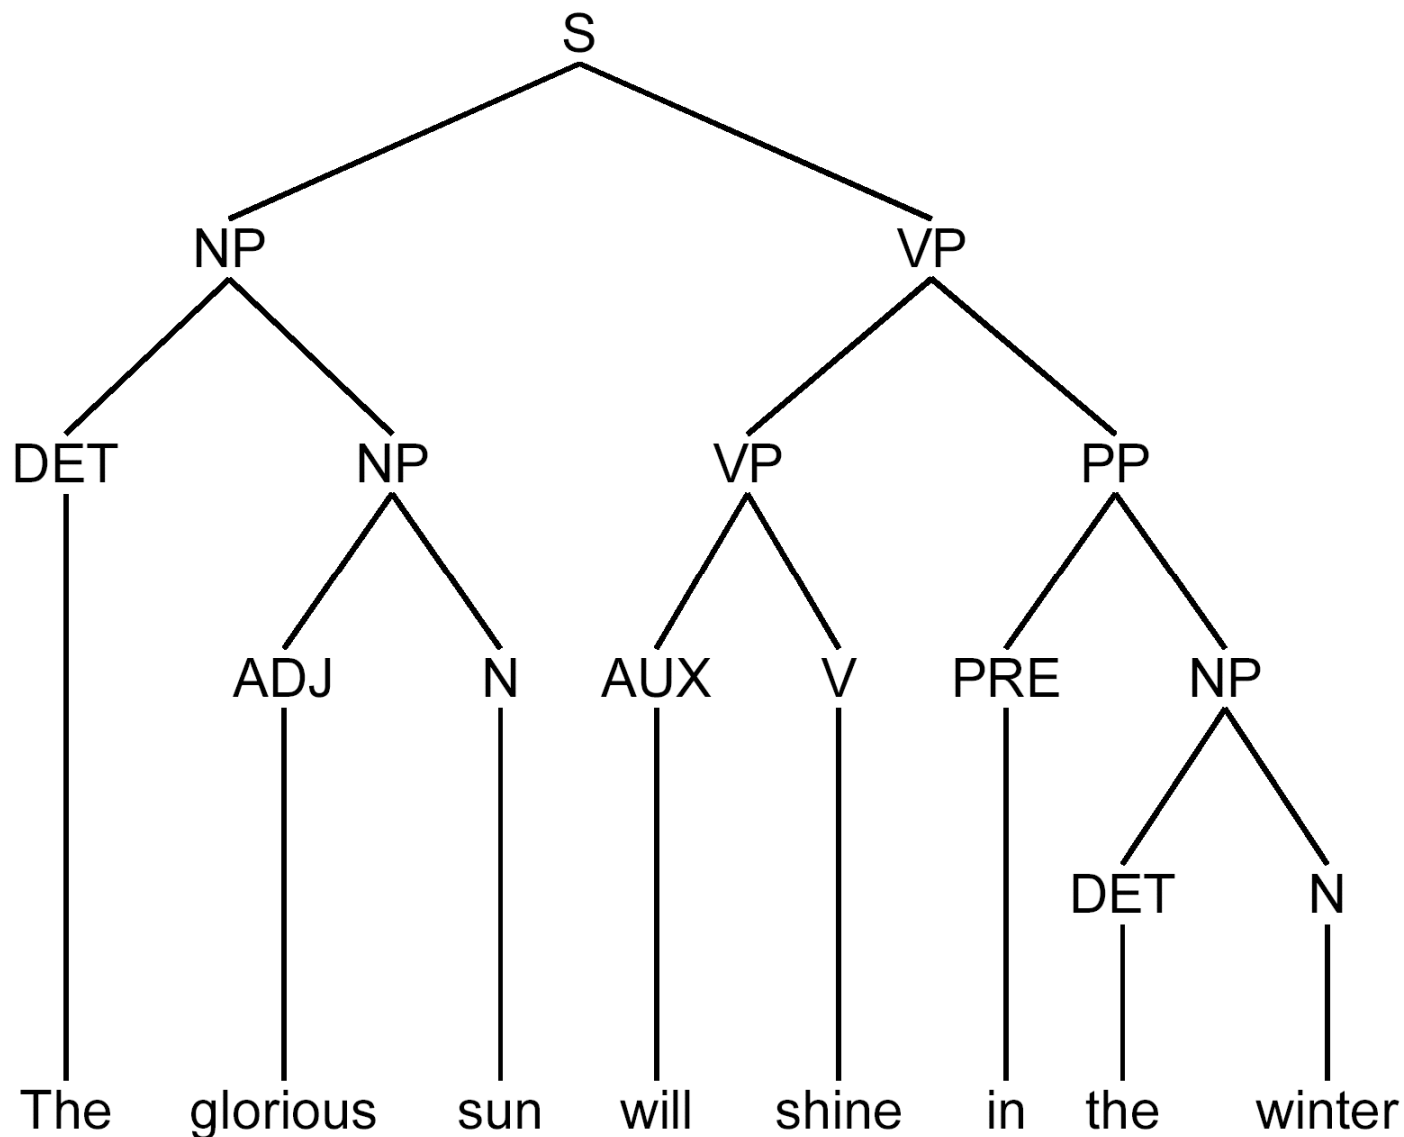 S
NP VP
DET NP VP PP
ADJ N AUX V PRE NP
DET N
The glorious sun will shine in the winter